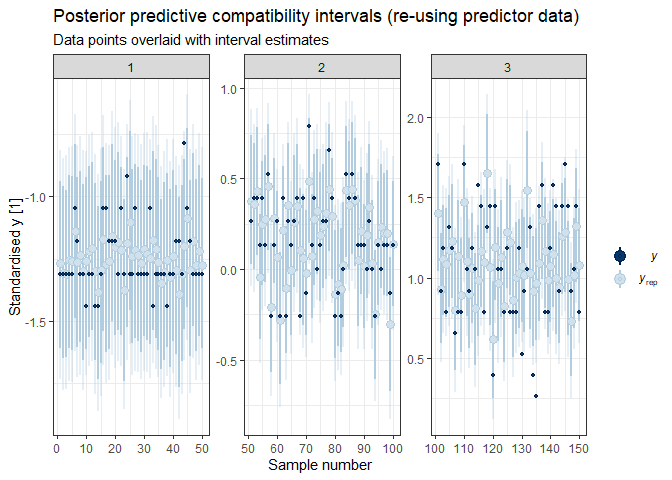 Posterior predictive compatibility intervals (re-using predictor data)
Data points overlaid with interval estimates
1 2 3
-1.0
-1.5
1.0
0.5
0.0
-0.5
2.0
1.5
1.0
0.5
0 10 20 30 40 50
50 60 70 80 90 100
100 110 120 130 140 150
Standardised y [1]
Sample number
y
yrep